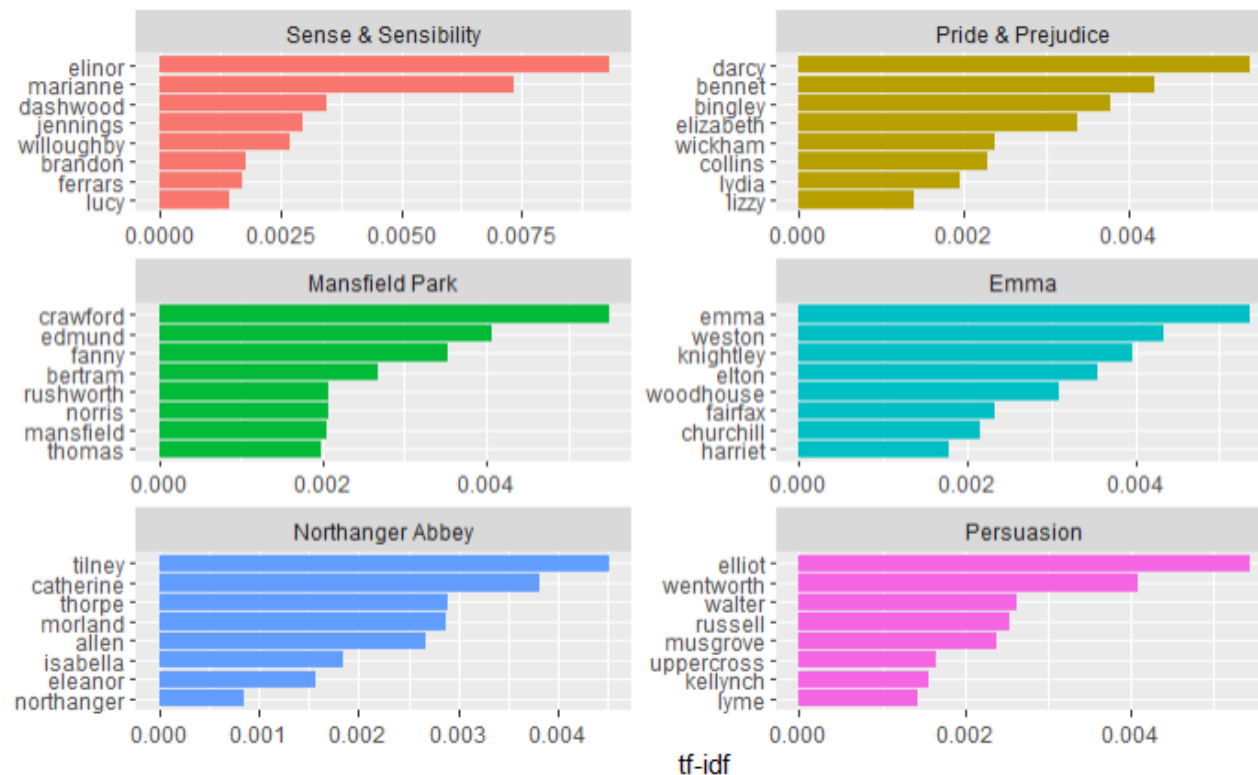 Sense & Sensibility
elinor
marianne
dashwood
jennings
willoughby
brandon
ferrars
lucy
0.0000 0.0025 0.0050 0.0075
Pride & Prejudice
darcy
bennet
bingley
elizabeth
wickham
collins
lydia
lizzy
0.000 0.002 0.004
Mansfield Park
crawford
edmund
fanny
bertram
rushworth
norris
mansfield
thomas
0.000 0.002 0.004
Emma
emma
weston
knightley
elton
woodhouse
fairfax
churchill
harriet
0.000 0.002 0.004
Northanger Abbey
tilney
catherine
thorpe
morland
allen
isabella
eleanor
northanger
0.000 0.001 0.002 0.003 0.004
Persuasion
elliot
wentworth
walter
russell
musgrove
uppercross
kellynch
lyme
0.000 0.002 0.004
tf-idf